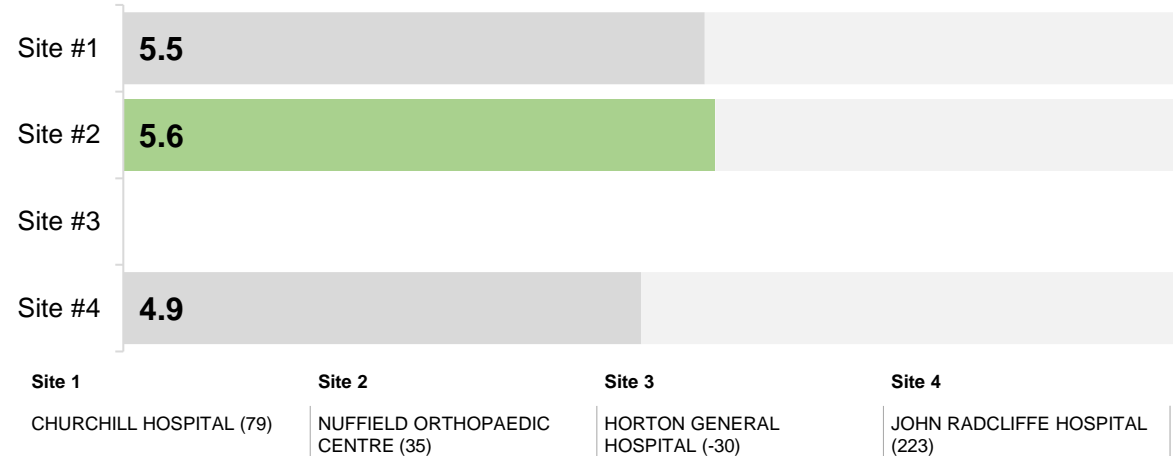 Site #1 5.5
Site #2 5.6
Site #3
Site #4 4.9
Site 1 Site 2 Site 3 Site 4
CHURCHILL HOSPITAL (79) NUFFIELD ORTHOPAEDIC HORTON GENERAL JOHN RADCLIFFE HOSPITAL
CENTRE (35) HOSPITAL (-30) (223)